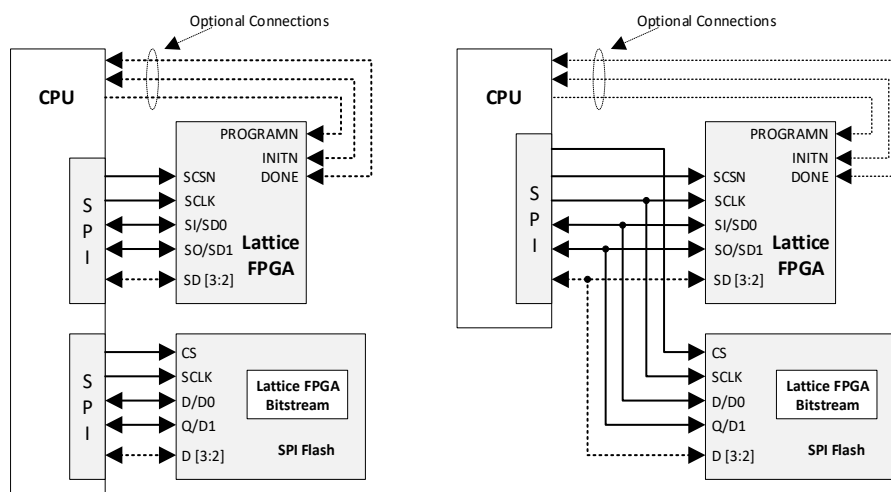 Optional Connections
CPU
PROGRAMN
INITN
DONE
SCSN
SCLK
SI/SD0
SO/SD1
SD [3:2]
Lattice
FPGA
S
P
I
CS
SCLK
D/D0
Q/D1
D [3:2]
Lattice FPGA
Bitstream
SPI Flash
S
P
I
Optional Connections
CPU
PROGRAMN
INITN
DONE
SCSN
SCLK
SI/SD0
SO/SD1
SD [3:2]
Lattice
FPGA
S
P
I
CS
SCLK
D/D0
Q/D1
D [3:2]
Lattice FPGA
Bitstream
SPI Flash